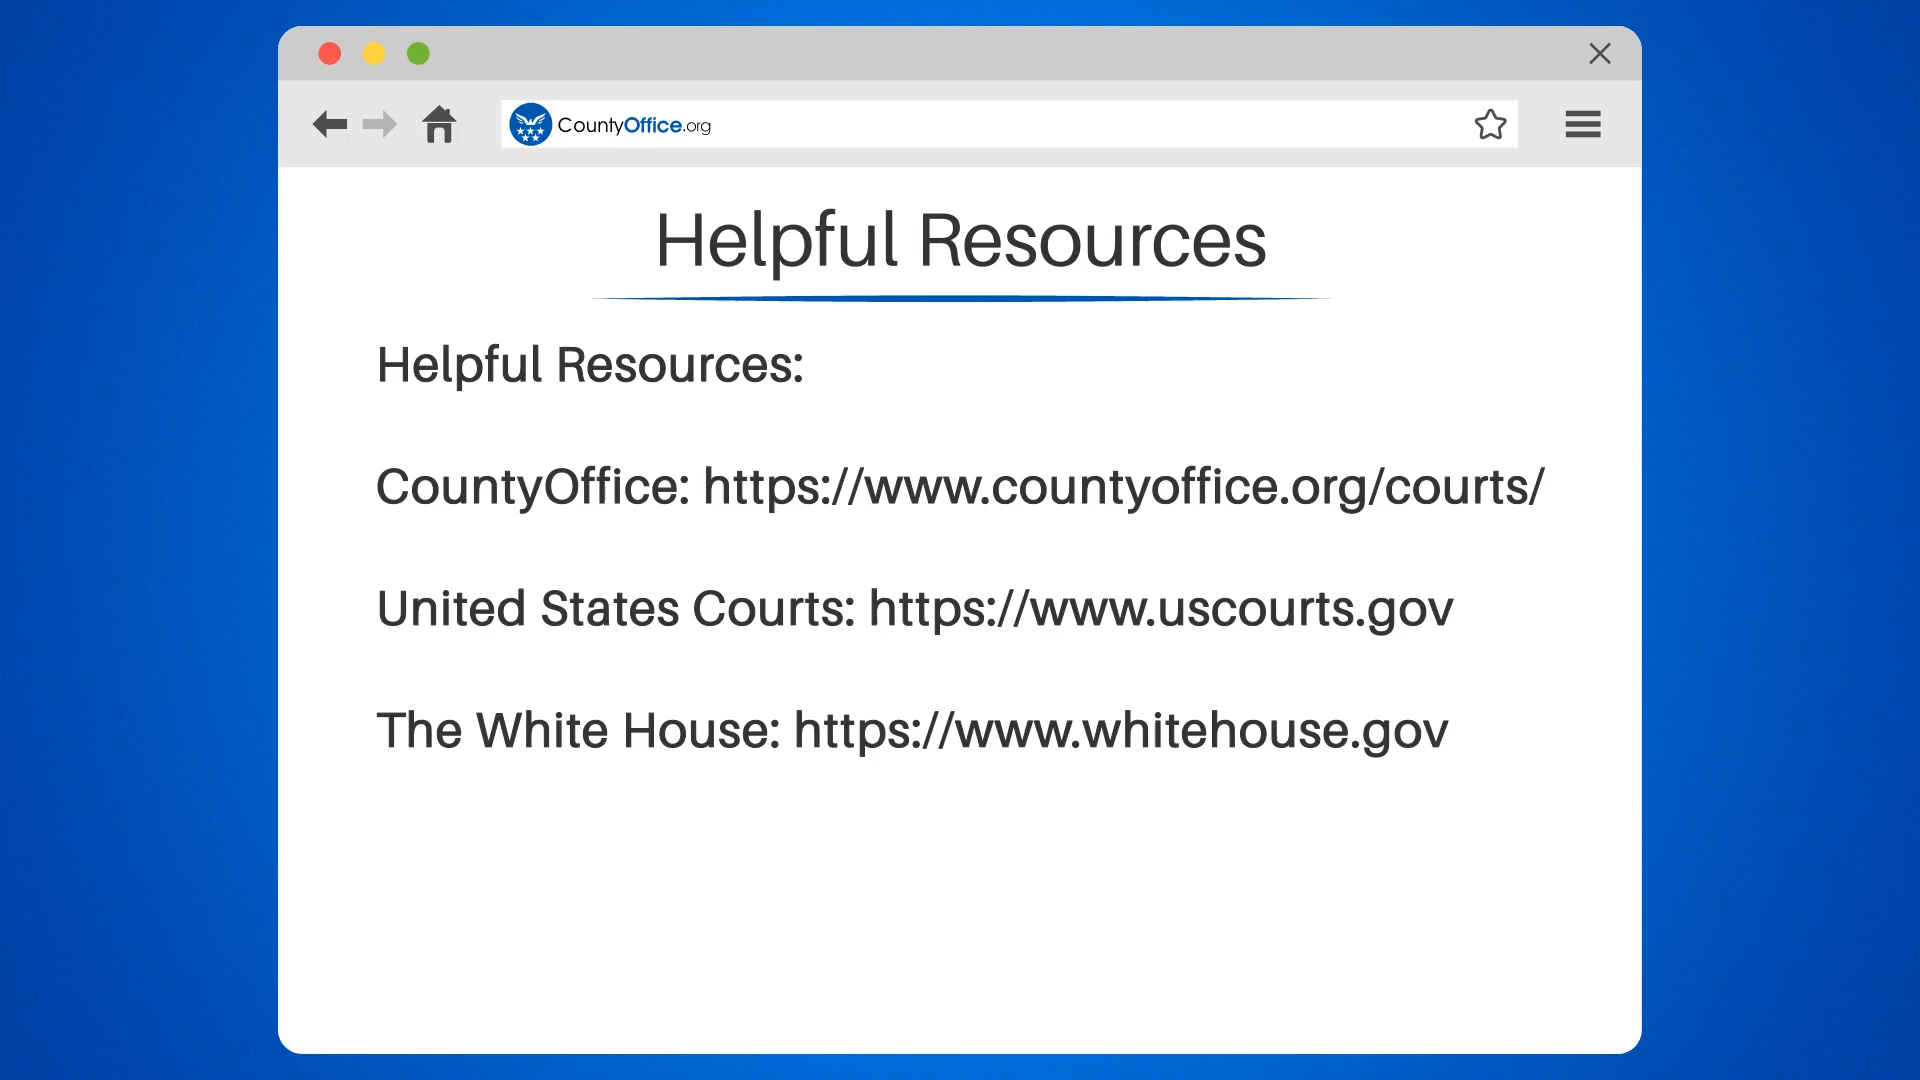 CountyOffice.org
Helpful Resources
Helpful Resources:
CountyOffice: https://www.countyoffice.org/courts/
United States Courts: https://www.uscourts.gov
The White House: https://www.whitehouse.gov